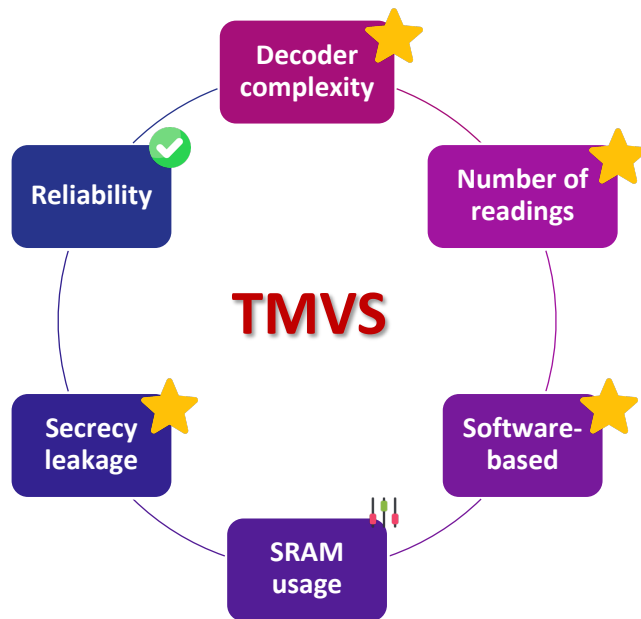 Decoder
complexity
Number of
readings
Software-
based
SRAM
usage
Secrecy
leakage
Reliability
TMVS